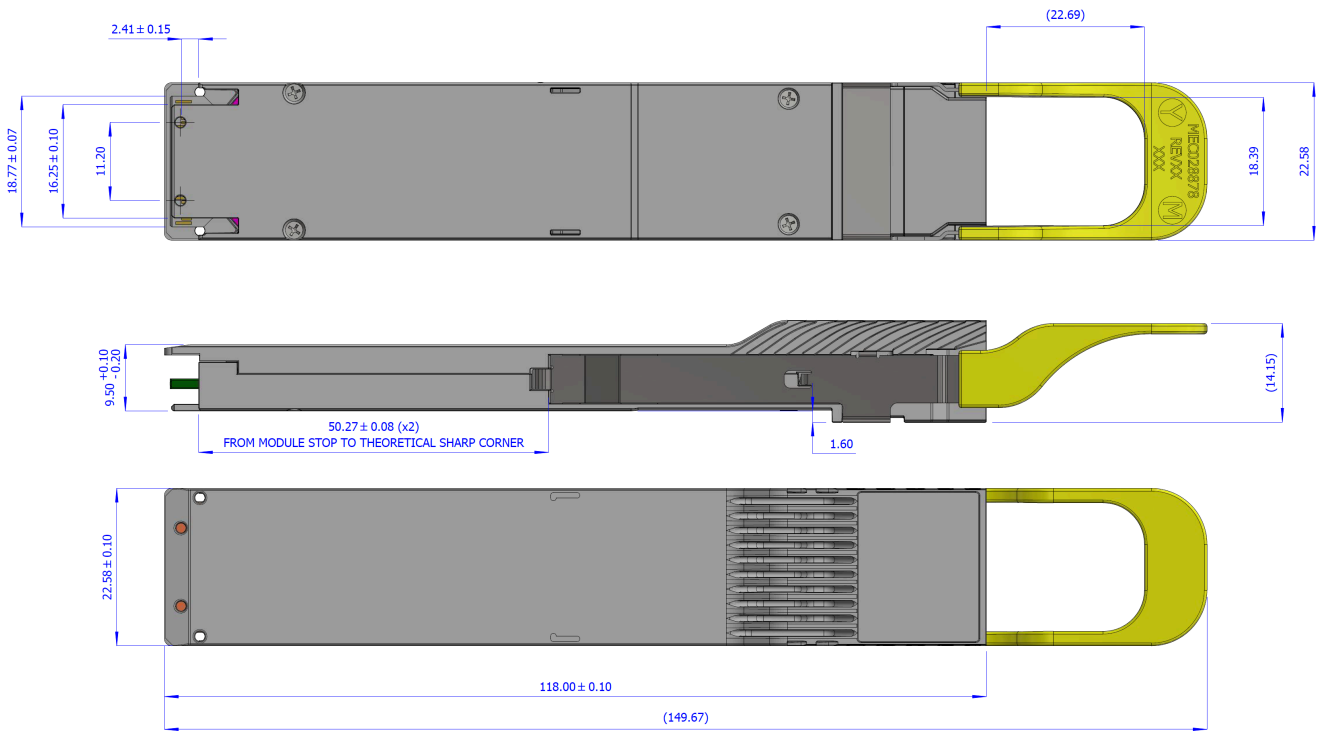 (22.69)
2.41 ± 0.15
18.77 ± 0.07
16.25 ± 0.10
11.20
Y
MEC028878
REVXX
XXX
M
18.39
22.58
9.50 +0.10 -0.20
(14.15)
50.27 ± 0.08 (x2)
FROM MODULE STOP TO THEORETICAL SHARP CORNER
1.60
22.58 ± 0.10
118.00 ± 0.10
(149.67)